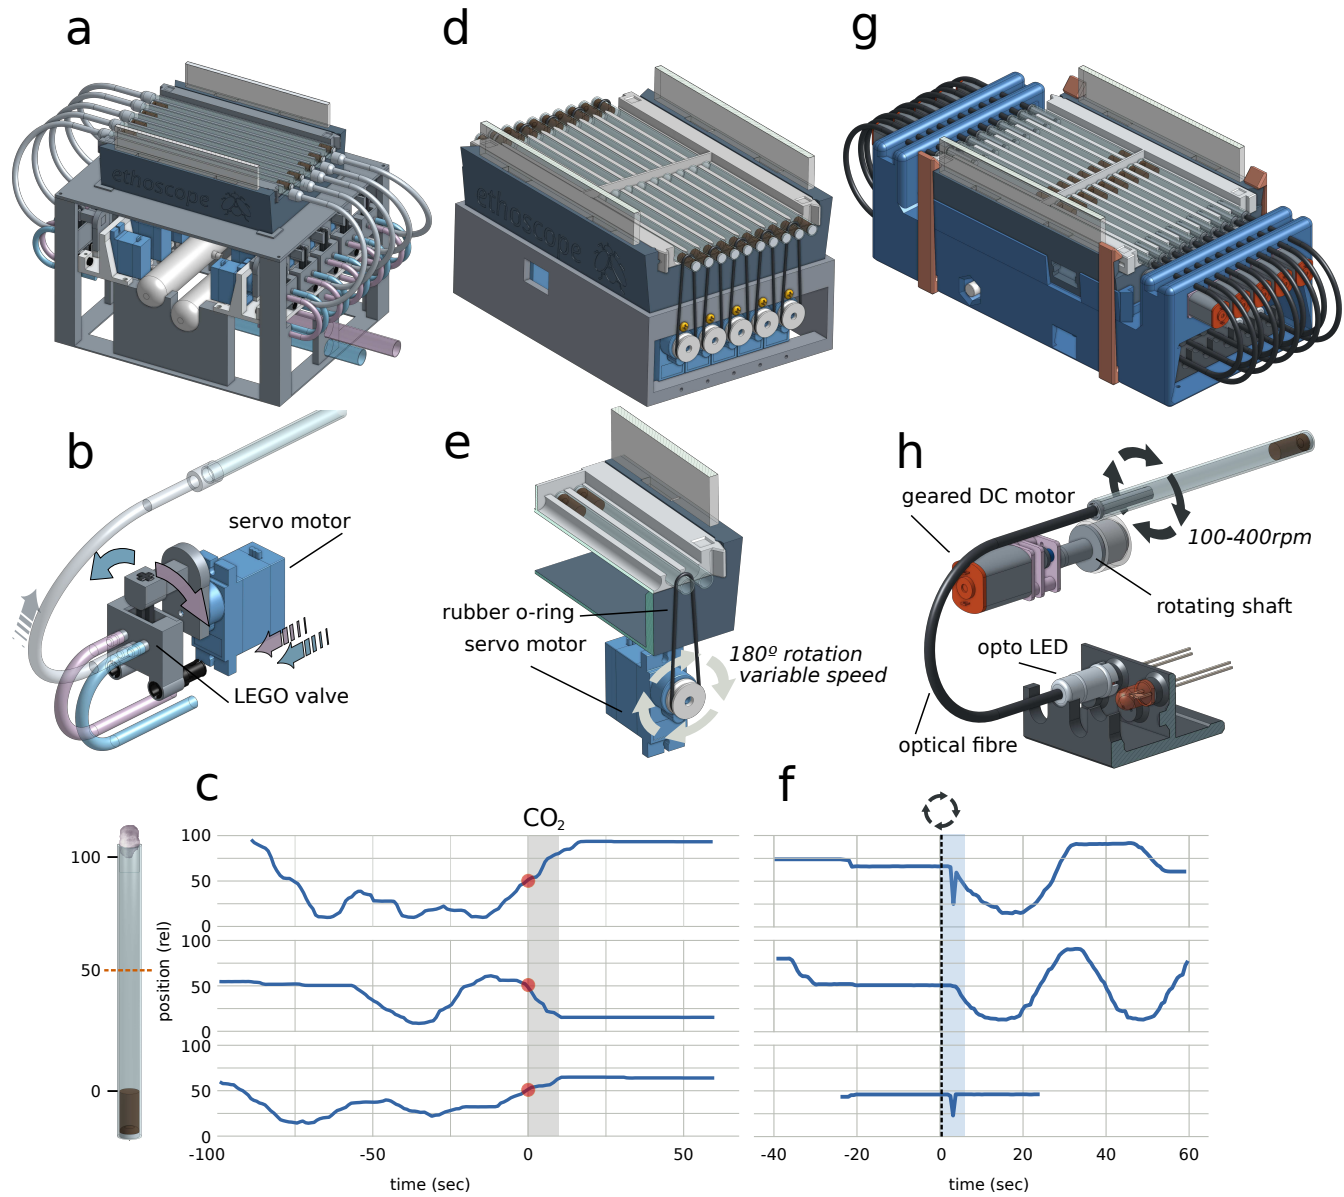 a
d
g
ethoscope
ethoscope
b
servo motor
LEGO valve
e
rubber o-ring
servo motor
180º rotation
variable speed
h
geared DC motor
100-400rpm
rotating shaft
opto LED
optical fibre
c
CO2
100
50
0
position (rel)
100
50
0
100
50
0
100
50
0
-100
-50
0
50
time (sec)
f
-40
-20
0
20
40
60
time (sec)